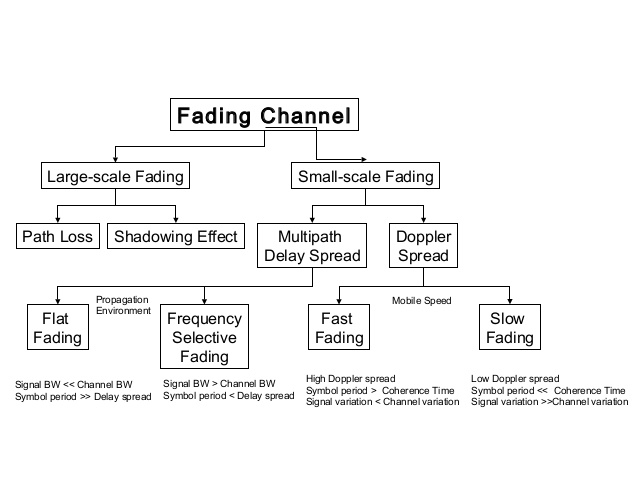 Fading Channel
Large-scale Fading
Small-scale Fading
Path Loss
Shadowing Effect
Multipath
Delay Spread
Doppler
Spread
Propagation
Environment
Mobile Speed
Flat
Fading
Frequency
Selective
Fading
Fast
Fading
Slow
Fading
Signal BW << Channel BW
Symbol period >> Delay spread
Signal BW > Channel BW
Symbol period < Delay spread
High Doppler spread
Symbol period > Coherence Time
Signal variation < Channel variation
Low Doppler spread
Symbol period << Coherence Time
Signal variation >>Channel variation